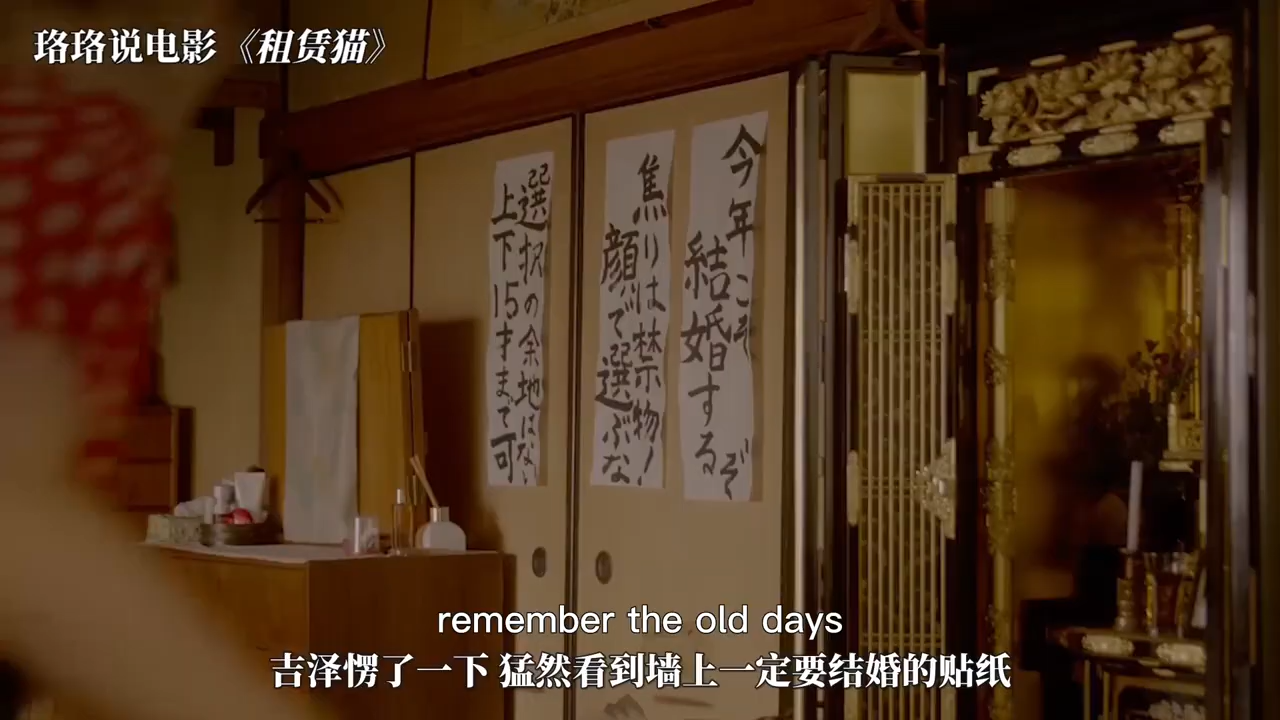 珞珞说电影《租赁猫》
今年こそ
結婚するぞ
焦りは禁物!
顔で選ぶな
選択の余地はない
上下15才まで可
remember the old days
吉泽愣了一下 猛然看到墙上一定要结婚的贴纸